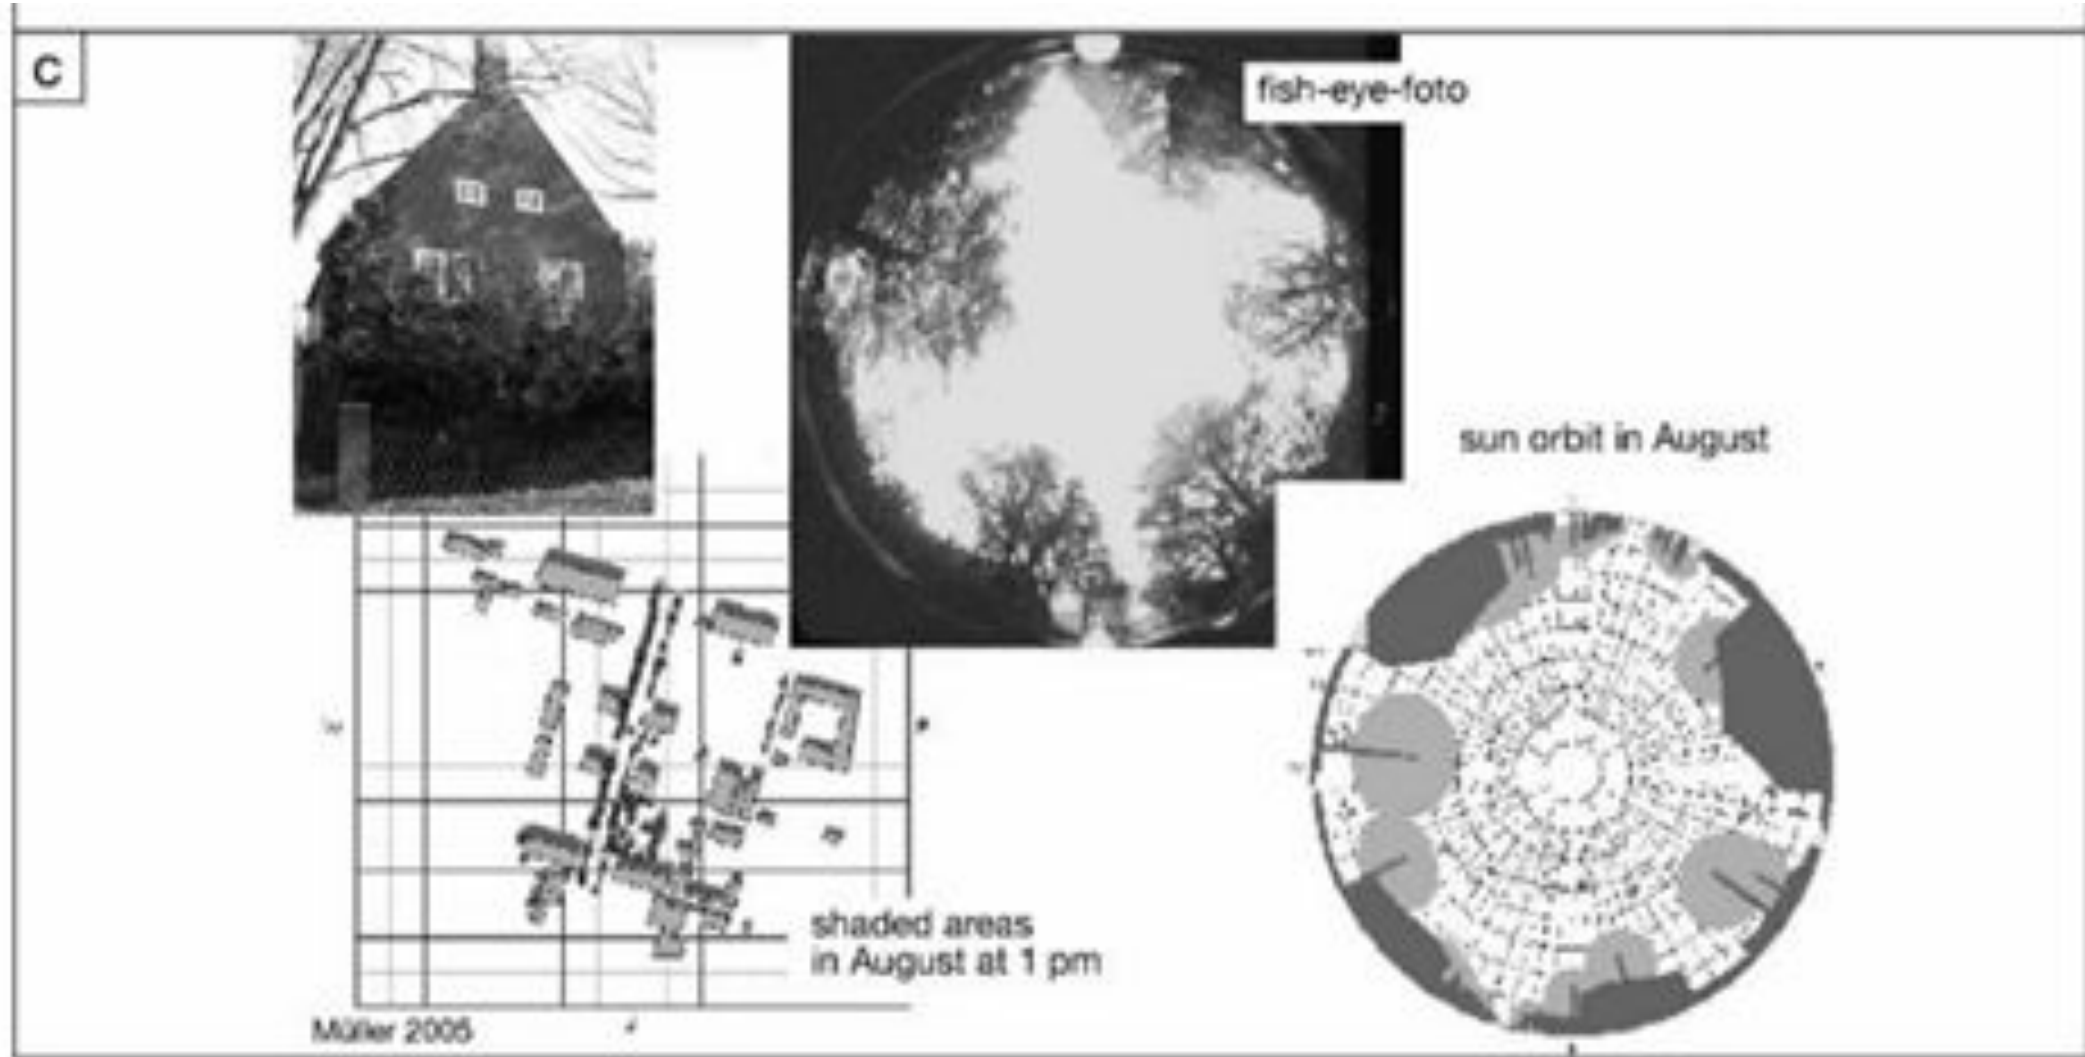 C
fish-eye-foto
sun orbit in August
shaded areas
in August at 1 pm
Müller 2005